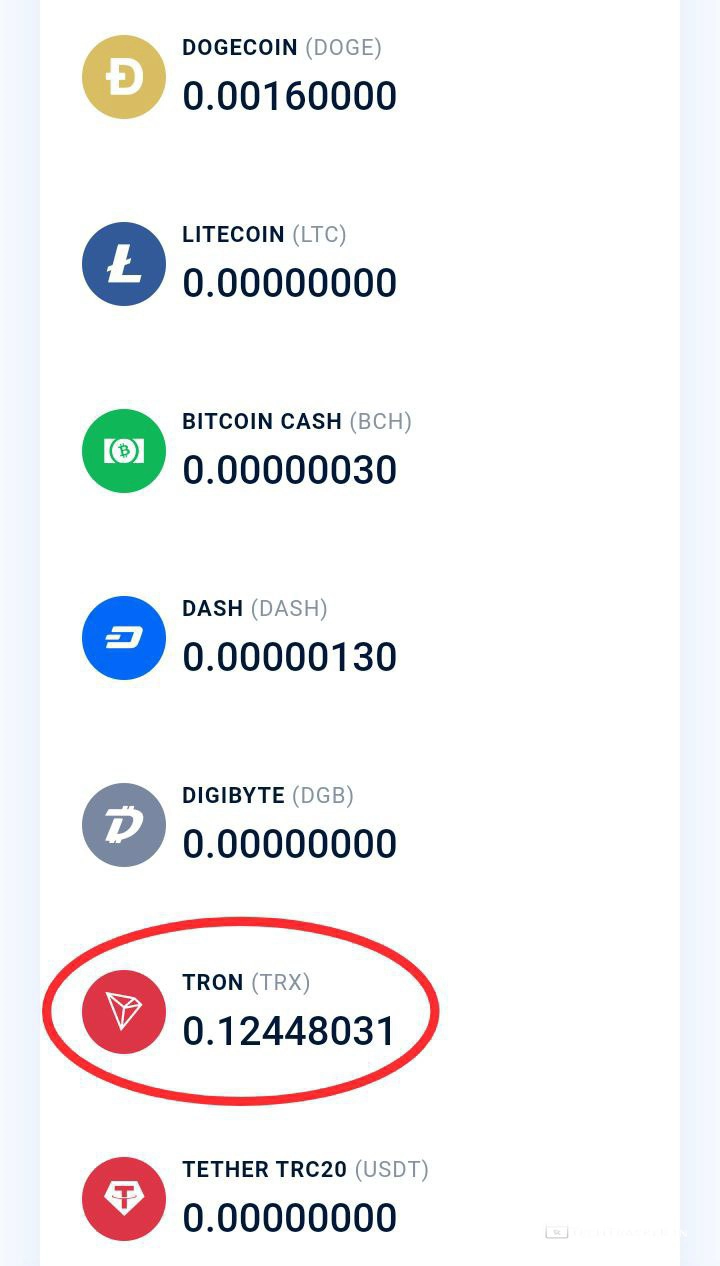 DOGECOIN (DOGE)
0.00160000
LITECOIN (LTC)
0.00000000
BITCOIN CASH (BCH)
0.00000030
DASH (DASH)
0.00000130
DIGIBYTE (DGB)
0.00000000
TRON (TRX)
0.12448031
TETHER TRC20 (USDT)
0.00000000